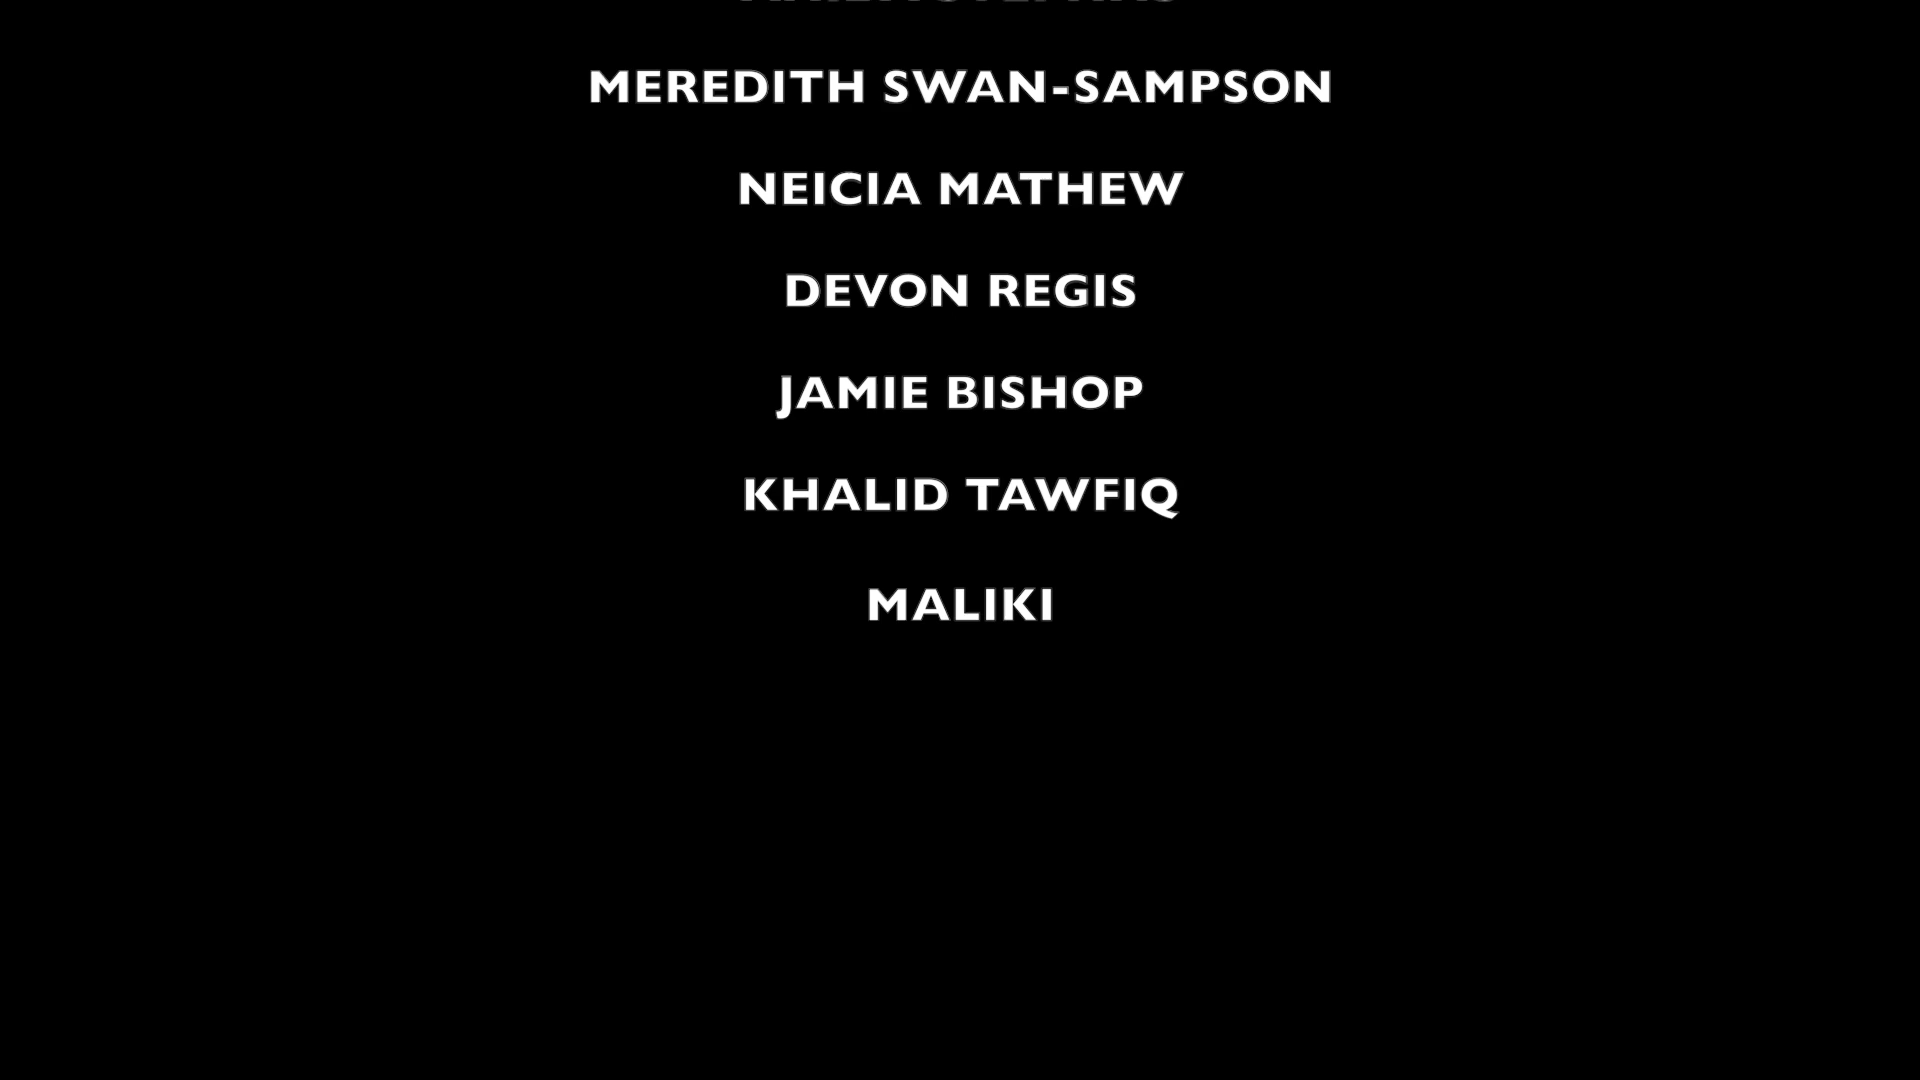 MEREDITH SWAN-SAMPSON
NEICIA MATHEW
DEVON REGIS
JAMIE BISHOP
KHALID TAWFIQ
MALIKI